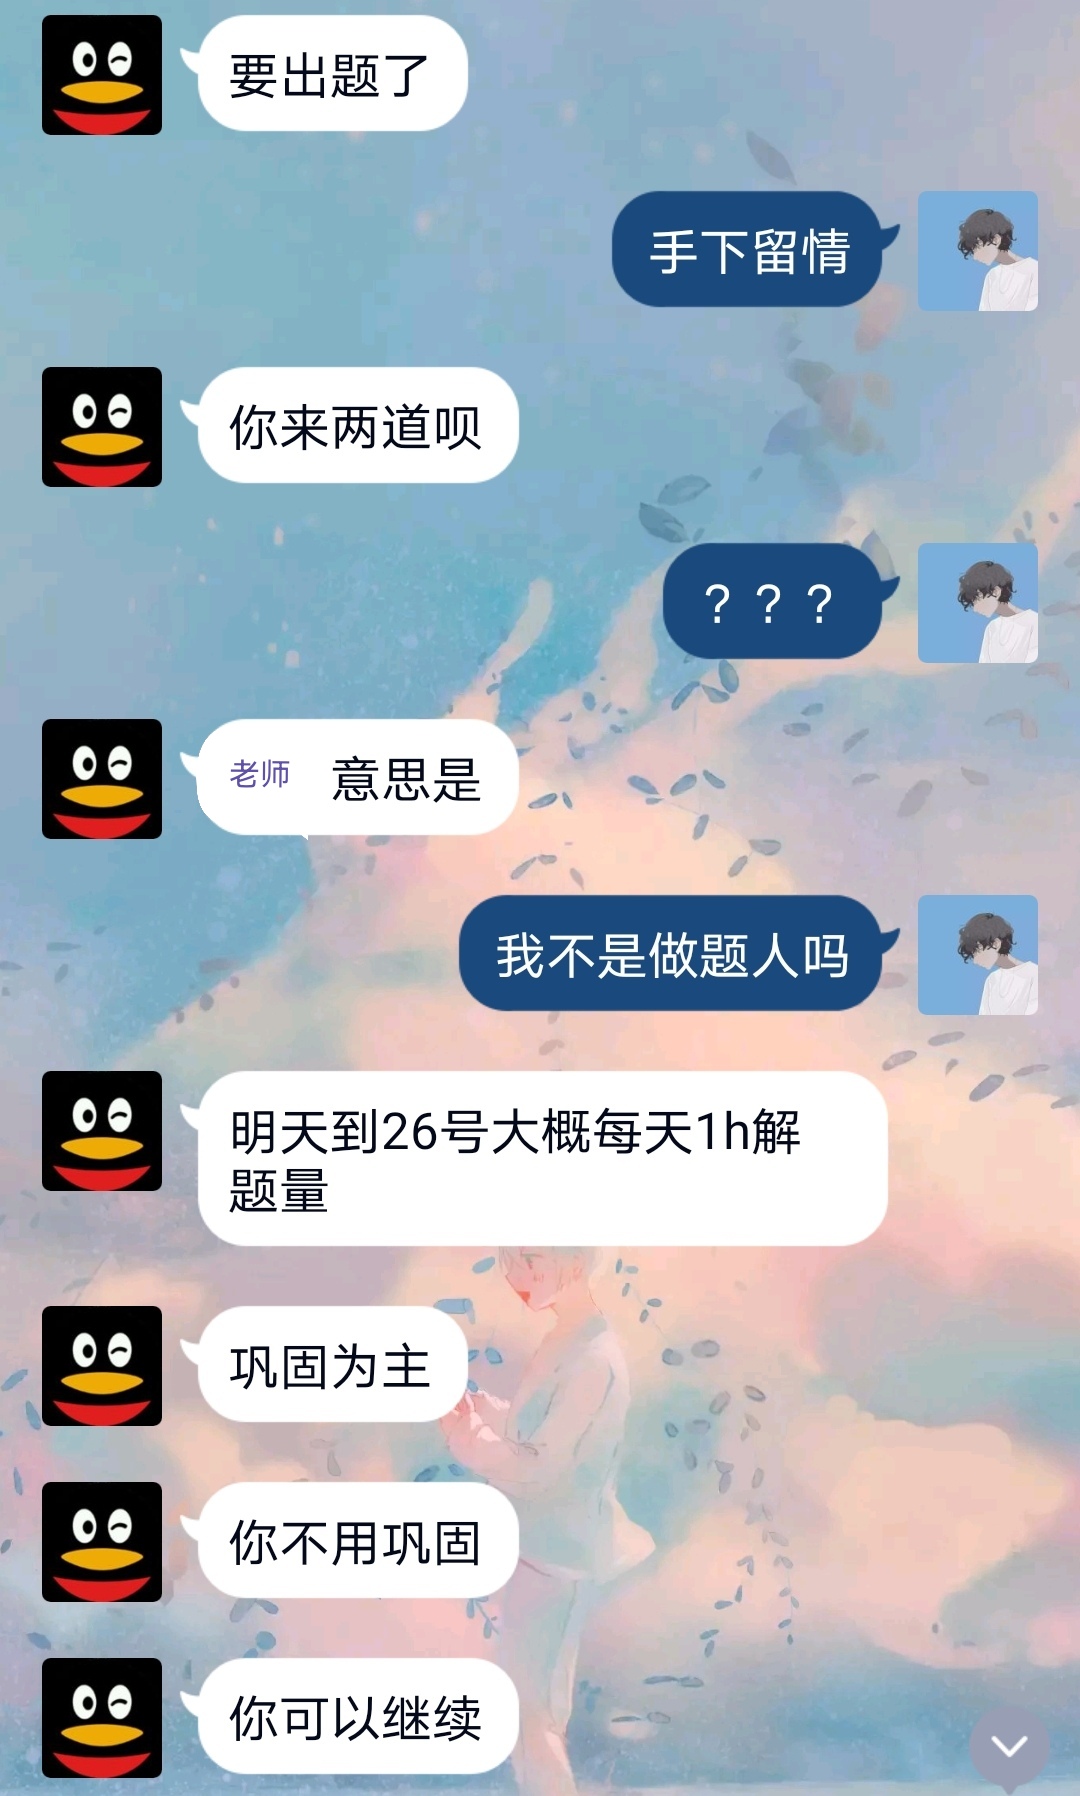 要出题了
手下留情
你来两道呗
？？？
老师 意思是
我不是做题人吗
明天到26号大概每天1h解
题量
巩固为主
你不用巩固
你可以继续